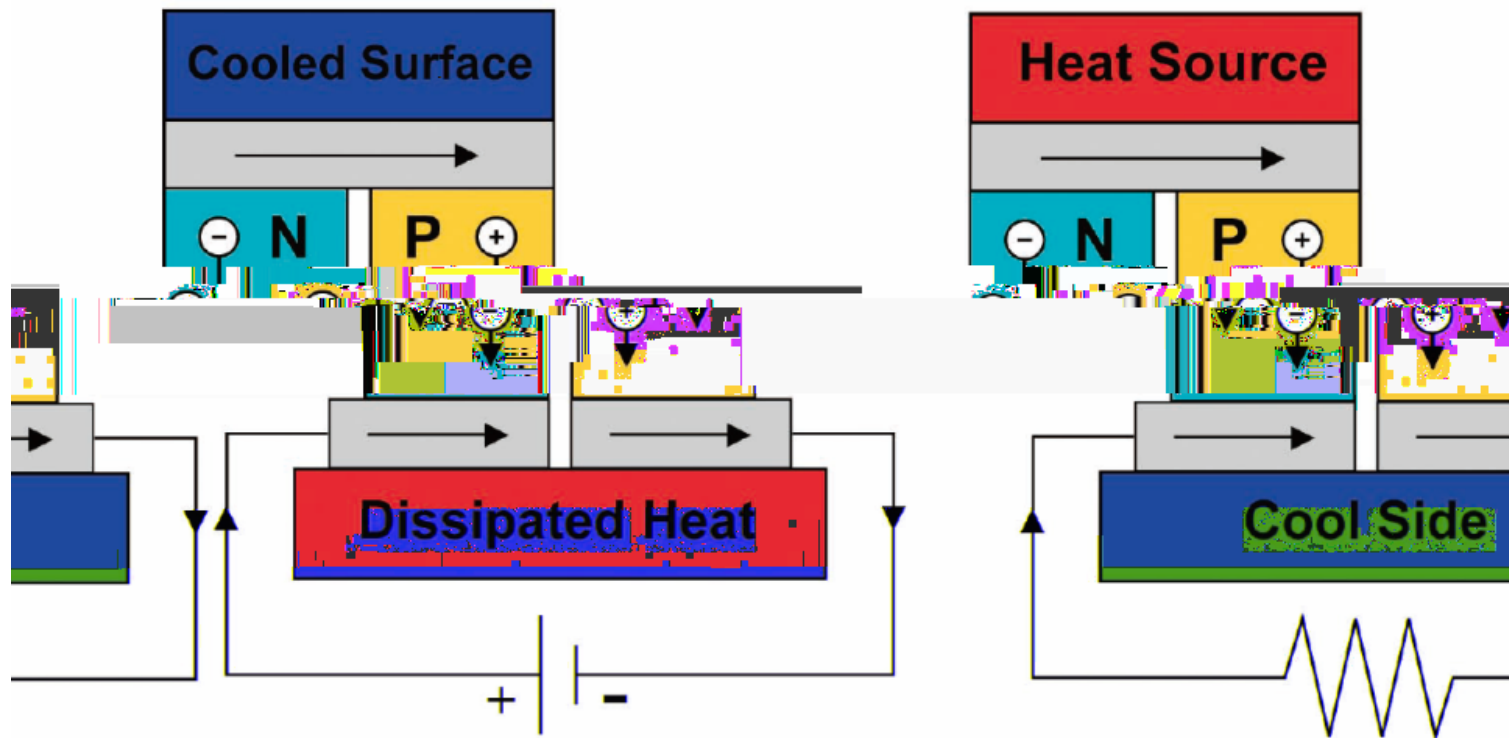 Cooled Surface
Heat Source
− N P +
− N P +
− +
− +
Dissipated Heat
Cool Side
+ -